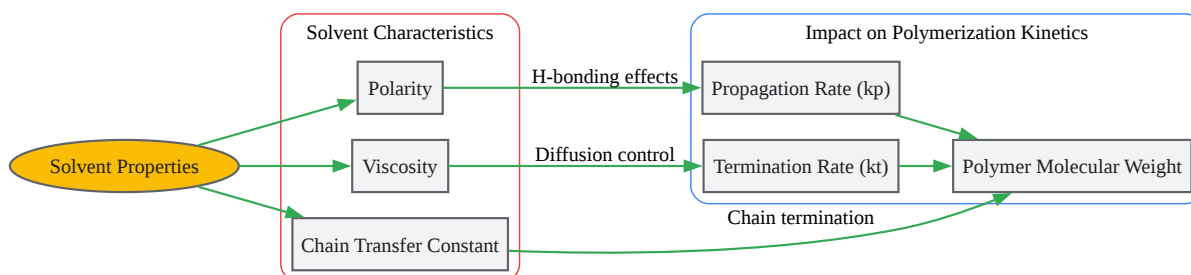 Solvent Characteristics
Impact on Polymerization Kinetics
Polarity
H-bonding effects
Propagation Rate (kp)
Solvent Properties
Viscosity
Diffusion control
Termination Rate (kt)
Polymer Molecular Weight
Chain termination
Chain Transfer Constant